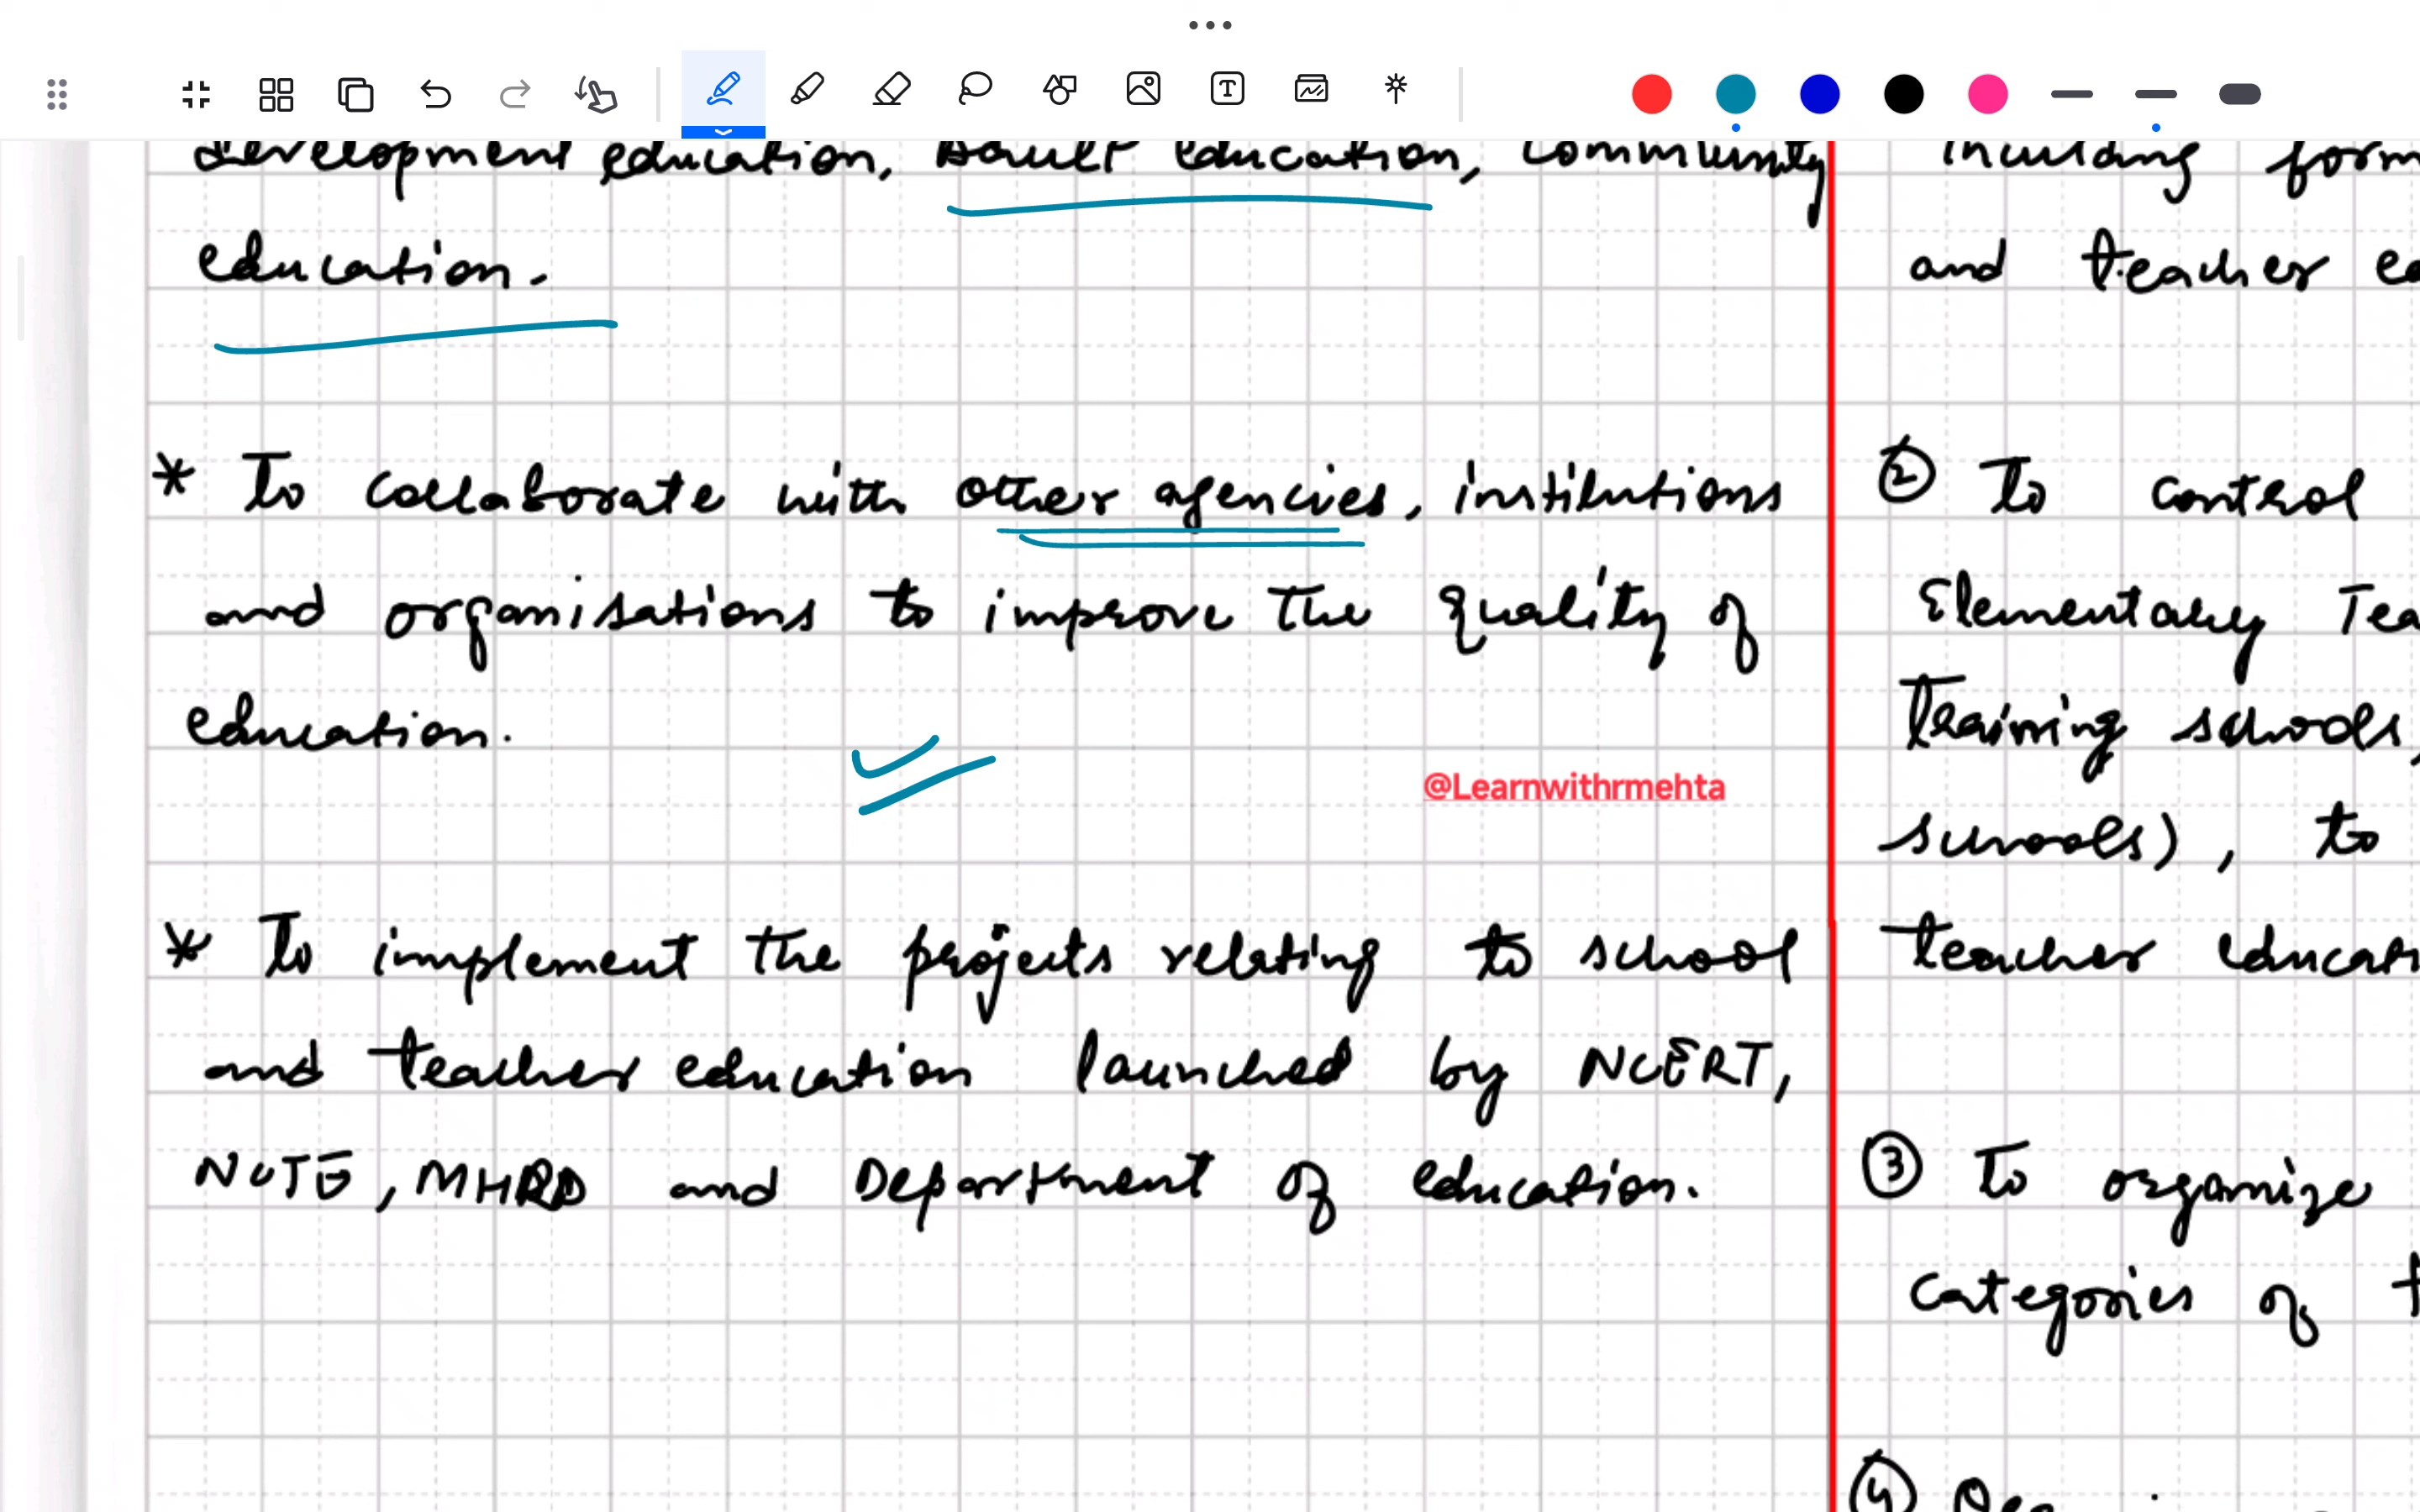 development education, Adult education, community
education.
* To collaborate with other agencies, institutions
and organisations to improve the quality of
education.
@Learnwithrmehta
* To implement the projects relating to school
and teacher education launched by NCERT,
NCTE, MHRD and Department of education.
including form
and teacher ed
② To control
Elementary Tea
Training schools,
schools), to
teacher educati
③ To organize
categories of t
④